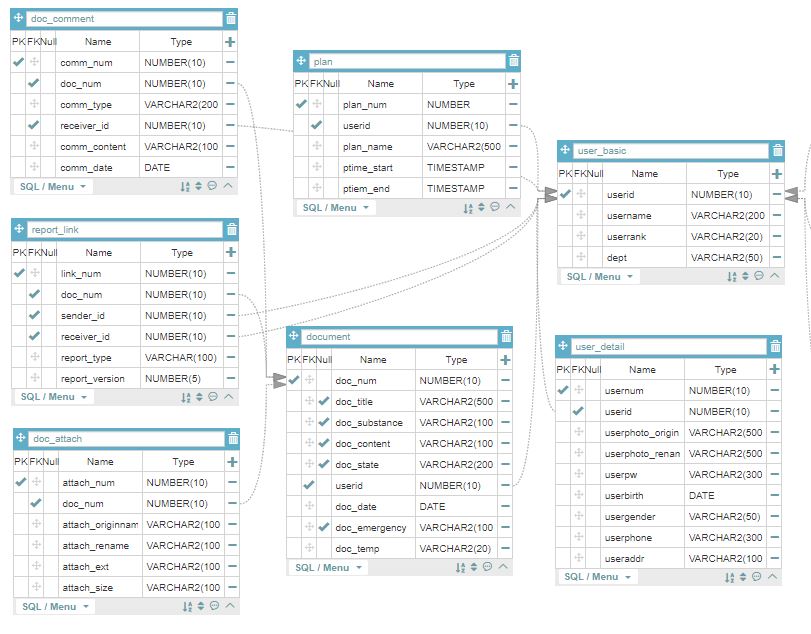 doc_comment
PK FK Null Name Type
comm_num NUMBER(10)
doc_num NUMBER(10)
comm_type VARCHAR2(200
receiver_id NUMBER(10)
comm_content VARCHAR2(100
comm_date DATE
SQL / Menu
plan
PK FK Null Name Type
plan_num NUMBER
userid NUMBER(10)
plan_name VARCHAR2(500
ptime_start TIMESTAMP
ptiem_end TIMESTAMP
SQL / Menu
user_basic
PK FK Null Name Type
userid NUMBER(10)
username VARCHAR2(200
userrank VARCHAR2(20)
dept VARCHAR2(50)
SQL / Menu
report_link
PK FK Null Name Type
link_num NUMBER(10)
doc_num NUMBER(10)
sender_id NUMBER(10)
receiver_id NUMBER(10)
report_type VARCHAR(100)
report_version NUMBER(5)
SQL / Menu
document
PK FK Null Name Type
doc_num NUMBER(10)
doc_title VARCHAR2(500
doc_substance VARCHAR2(100
doc_content VARCHAR2(100
doc_state VARCHAR2(200
userid NUMBER(10)
doc_date DATE
doc_emergency VARCHAR2(100
doc_temp VARCHAR2(20)
SQL / Menu
user_detail
PK FK Null Name Type
usernum NUMBER(10)
userid NUMBER(10)
userphoto_origin VARCHAR2(500
userphoto_renan VARCHAR2(500
userpw VARCHAR2(300
userbirth DATE
usergender VARCHAR2(50)
userphone VARCHAR2(300
useraddr VARCHAR2(100
SQL / Menu
doc_attach
PK FK Null Name Type
attach_num NUMBER(10)
doc_num NUMBER(10)
attach_originnam VARCHAR2(100
attach_rename VARCHAR2(100
attach_ext VARCHAR2(100
attach_size VARCHAR2(100
SQL / Menu